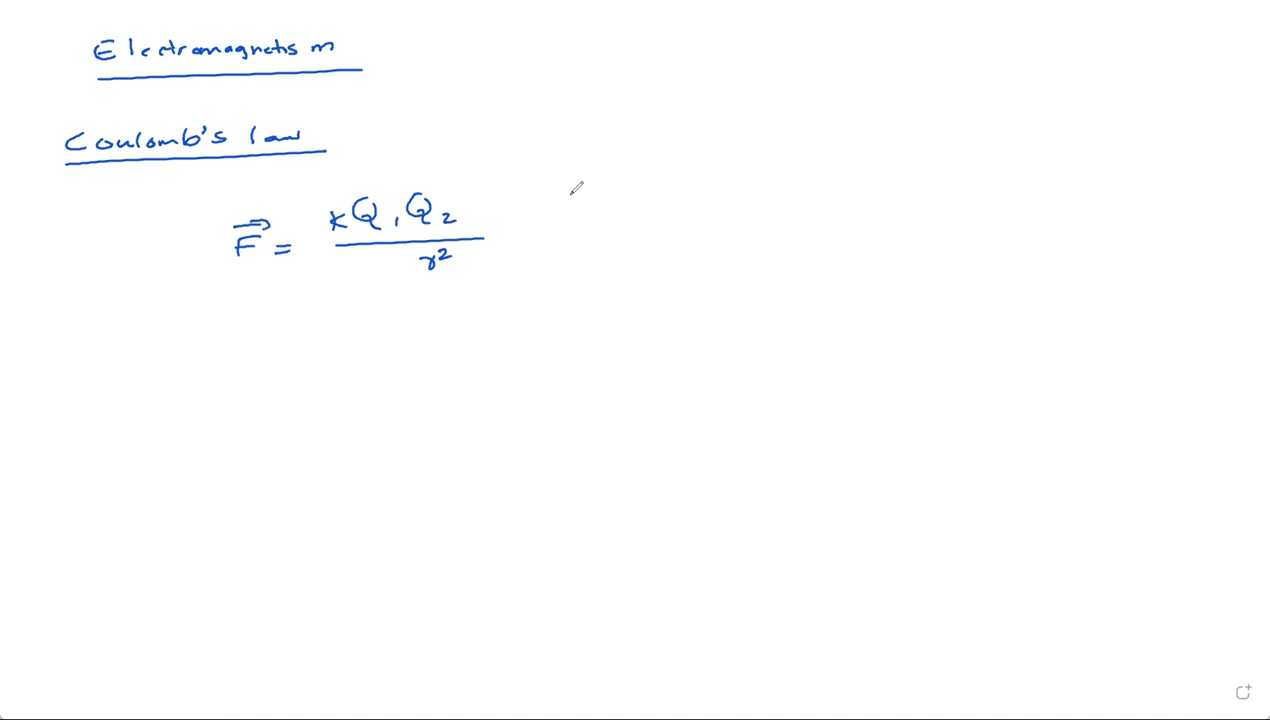 Electromagnetism
Coulomb's law
F⃗ = kQ₁Q₂ / r²